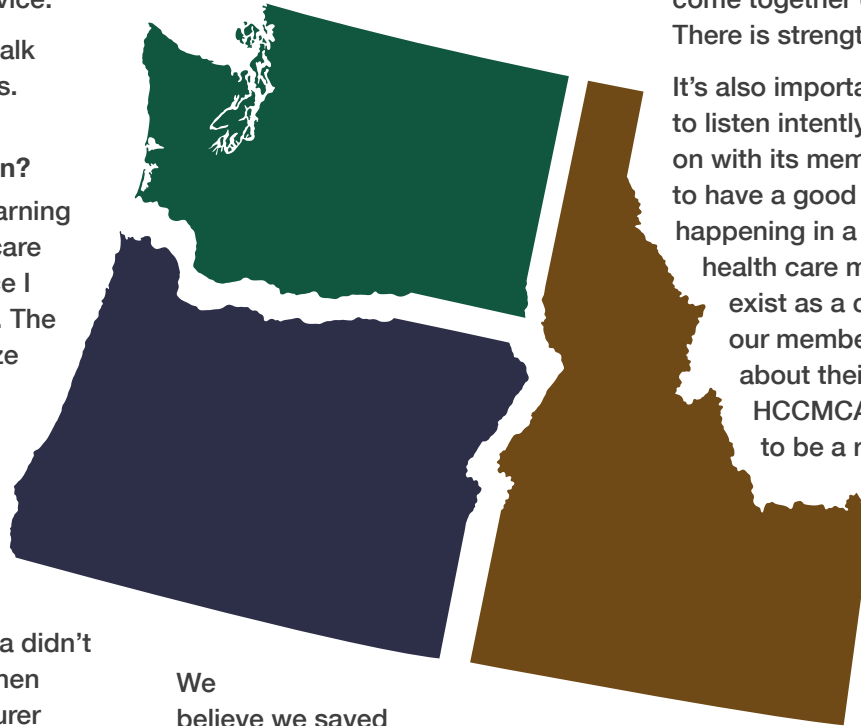 vice.
alk
s.
n?
arning
care
e I
. The
ze
a didn’t
hen
urer
We
believe we saved
come together
There is strengt
It’s also importa
to listen intently
on with its mem
to have a good
happening in a
health care m
exist as a
our membe
about thei
HCCMCA
to be a